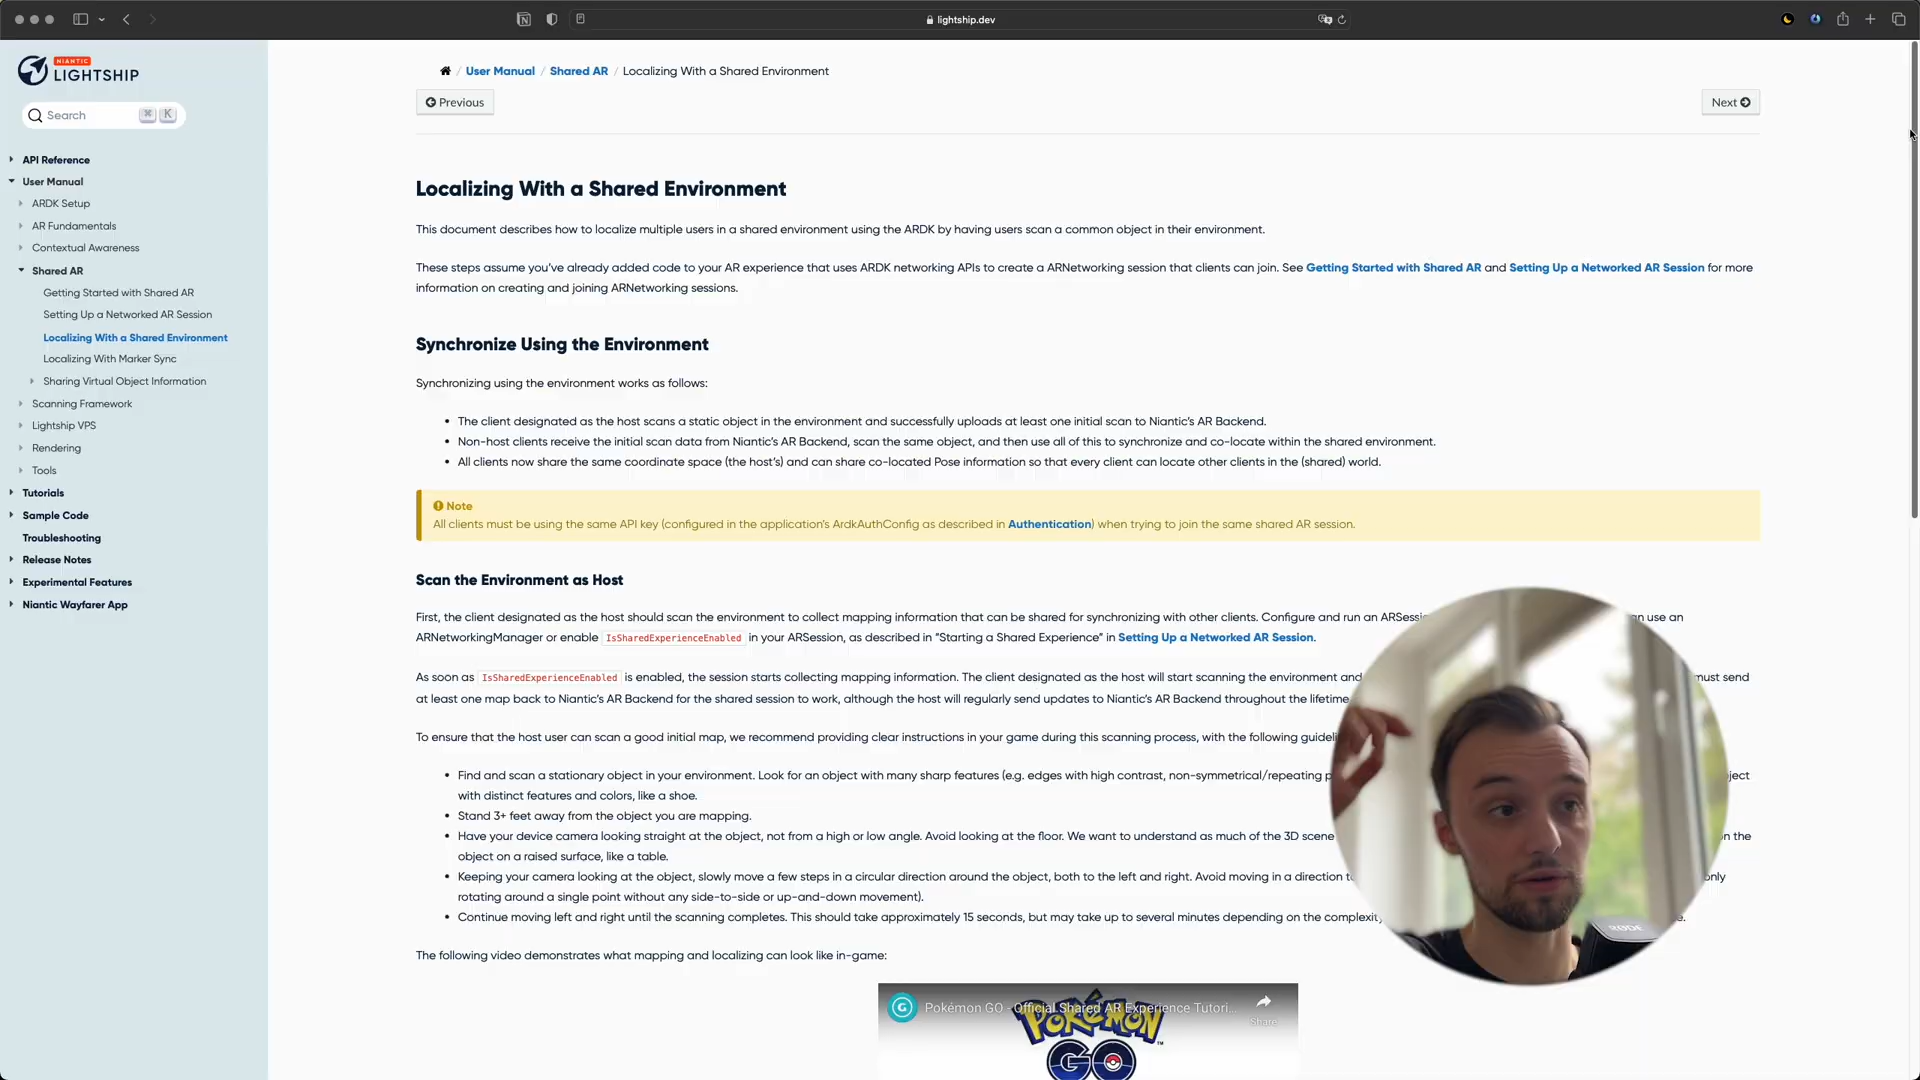 lightship.dev
NIANTIC
LIGHTSHIP
Search ⌘ K
API Reference
User Manual
ARDK Setup
AR Fundamentals
Contextual Awareness
Shared AR
Getting Started with Shared AR
Setting Up a Networked AR Session
Localizing With a Shared Environment
Localizing With Marker Sync
Sharing Virtual Object Information
Scanning Framework
Lightship VPS
Rendering
Tools
Tutorials
Sample Code
Troubleshooting
Release Notes
Experimental Features
Niantic Wayfarer App
/ User Manual / Shared AR / Localizing With a Shared Environment
Previous
Next
Localizing With a Shared Environment
This document describes how to localize multiple users in a shared environment using the ARDK by having users scan a common object in their environment.
These steps assume you’ve already added code to your AR experience that uses ARDK networking APIs to create a ARNetworking session that clients can join. See Getting Started with Shared AR and Setting Up a Networked AR Session for more
information on creating and joining ARNetworking sessions.
Synchronize Using the Environment
Synchronizing using the environment works as follows:
• The client designated as the host scans a static object in the environment and successfully uploads at least one initial scan to Niantic’s AR Backend.
• Non-host clients receive the initial scan data from Niantic’s AR Backend, scan the same object, and then use all of this to synchronize and co-locate within the shared environment.
• All clients now share the same coordinate space (the host’s) and can share co-located Pose information so that every client can locate other clients in the (shared) world.
Note
All clients must be using the same API key (configured in the application’s ArdkAuthConfig as described in Authentication) when trying to join the same shared AR session.
Scan the Environment as Host
First, the client designated as the host should scan the environment to collect mapping information that can be shared for synchronizing with other clients. Configure and run an ARSessi n use an
ARNetworkingManager or enable IsSharedExperienceEnabled in your ARSession, as described in “Starting a Shared Experience” in Setting Up a Networked AR Session.
As soon as IsSharedExperienceEnabled is enabled, the session starts collecting mapping information. The client designated as the host will start scanning the environment and must send
at least one map back to Niantic’s AR Backend for the shared session to work, although the host will regularly send updates to Niantic’s AR Backend throughout the lifetime
To ensure that the host user can scan a good initial map, we recommend providing clear instructions in your game during this scanning process, with the following guideli
• Find and scan a stationary object in your environment. Look for an object with many sharp features (e.g. edges with high contrast, non-symmetrical/repeating p ject
with distinct features and colors, like a shoe.
• Stand 3+ feet away from the object you are mapping.
• Have your device camera looking straight at the object, not from a high or low angle. Avoid looking at the floor. We want to understand as much of the 3D scene n the
object on a raised surface, like a table.
• Keeping your camera looking at the object, slowly move a few steps in a circular direction around the object, both to the left and right. Avoid moving in a direction t only
rotating around a single point without any side-to-side or up-and-down movement).
• Continue moving left and right until the scanning completes. This should take approximately 15 seconds, but may take up to several minutes depending on the complexity e.
The following video demonstrates what mapping and localizing can look like in-game:
G Pokémon GO - Official Shared AR Experience Tutori...
Share
POKÉMON
GO
RØDE